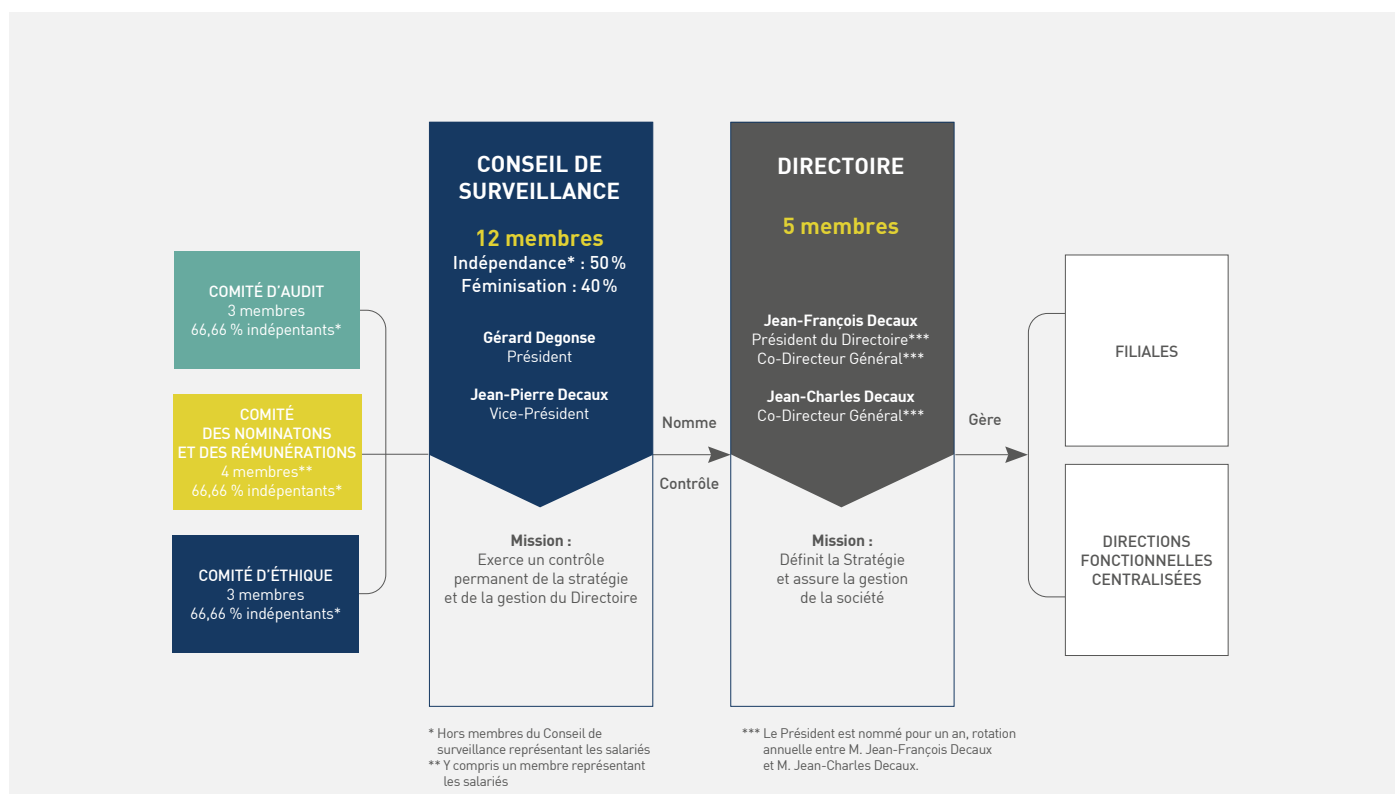 COMITÉ D'AUDIT
3 membres
66,66 % indépentants*
COMITÉ
DES NOMINATONS
ET DES RÉMUNÉRATIONS
4 membres**
66,66 % indépentants*
COMITÉ D'ÉTHIQUE
3 membres
66,66 % indépentants*
CONSEIL DE
SURVEILLANCE
12 membres
Indépendance* : 50 %
Féminisation : 40 %
Gérard Degonse
Président
Jean-Pierre Decaux
Vice-Président
Mission :
Exerce un contrôle
permanent de la stratégie
et de la gestion du Directoire
Nomme
Contrôle
DIRECTOIRE
5 membres
Jean-François Decaux
Président du Directoire***
Co-Directeur Général***
Jean-Charles Decaux
Co-Directeur Général***
Mission :
Définit la Stratégie
et assure la gestion
de la société
Gère
FILIALES
DIRECTIONS
FONCTIONNELLES
CENTRALISÉES
* Hors membres du Conseil de
surveillance représentant les salariés
** Y compris un membre représentant
les salariés
*** Le Président est nommé pour un an, rotation
annuelle entre M. Jean-François Decaux
et M. Jean-Charles Decaux.